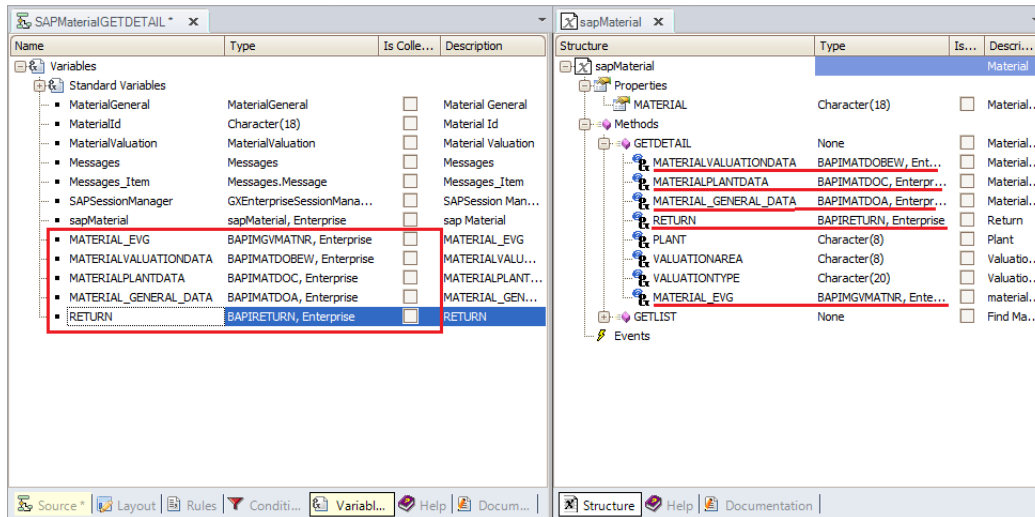 SAPMaterialGETDETAIL * x
Name Type Is Colle... Description
Variables
Standard Variables
MaterialGeneral MaterialGeneral Material General
MaterialId Character(18) Material Id
MaterialValuation MaterialValuation Material Valuation
Messages Messages Messages
Messages_Item Messages.Message Messages_Item
SAPSessionManager GXEnterpriseSessionMana... SAPSession Man...
sapMaterial sapMaterial, Enterprise sap Material
MATERIAL_EVG BAPIMGVMATNR, Enterprise MATERIAL_EVG
MATERIALVALUATIONDATA BAPIMATDOBEW, Enterprise MATERIALVALU...
MATERIALPLANTDATA BAPIMATDOC, Enterprise MATERIALPLANT...
MATERIAL_GENERAL_DATA BAPIMATDOA, Enterprise MATERIAL_GEN...
RETURN BAPIRETURN, Enterprise RETURN
Source * Layout Rules Conditi... Variabl... Help Docum...
sapMaterial x
Structure Type Is... Descri...
sapMaterial Material
Properties
MATERIAL Character(18) Material...
Methods
GETDETAIL None Material...
MATERIALVALUATIONDATA BAPIMATDOBEW, Ent... Material...
MATERIALPLANTDATA BAPIMATDOC, Enterpr... Material...
MATERIAL_GENERAL_DATA BAPIMATDOA, Enterpr... Material...
RETURN BAPIRETURN, Enterprise Return
PLANT Character(8) Plant
VALUATIONAREA Character(8) Valuatio...
VALUATIONTYPE Character(20) Valuatio...
MATERIAL_EVG BAPIMGVMATNR, Ente... material...
GETLIST None Find Ma...
Events
Structure Help Documentation